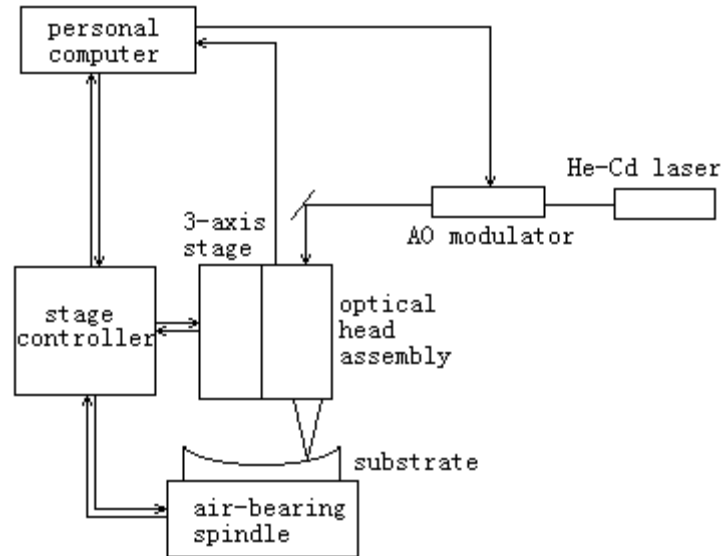 personal
computer
He-Cd laser
AO modulator
3-axis
stage
stage
controller
optical
head
assembly
substrate
air-bearing
spindle